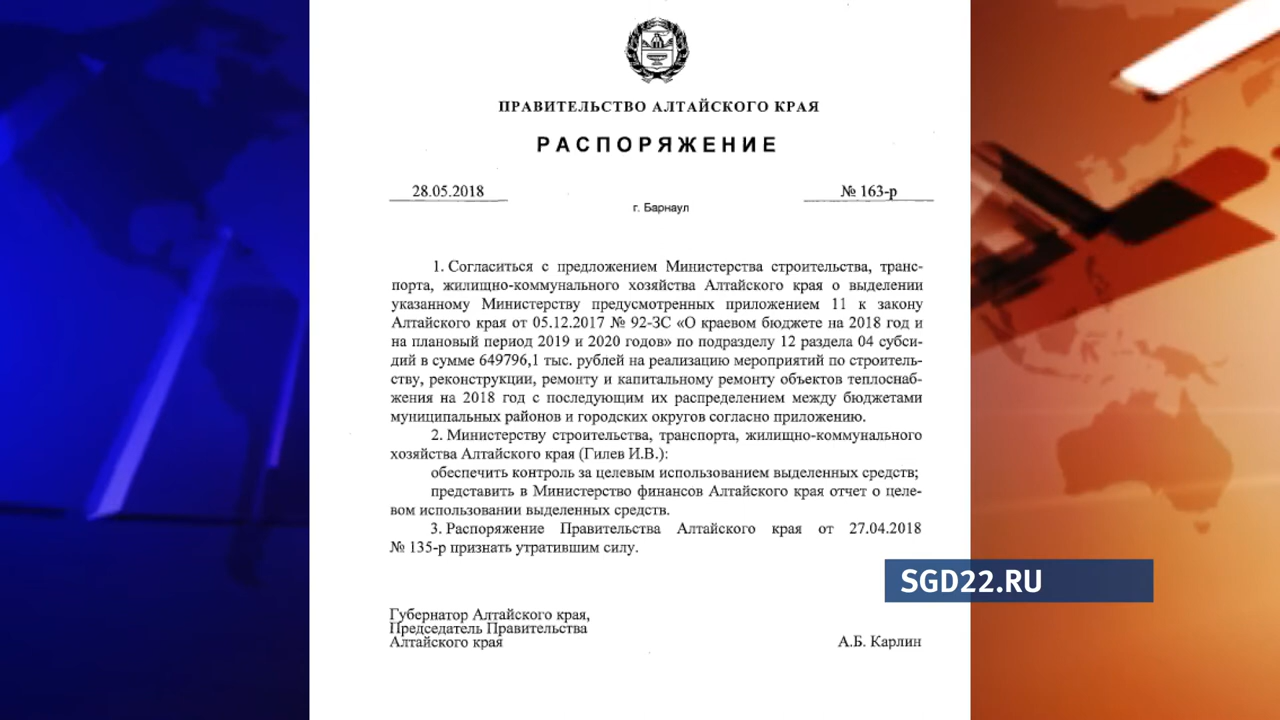 ПРАВИТЕЛЬСТВО АЛТАЙСКОГО КРАЯ
РАСПОРЯЖЕНИЕ
28.05.2018 № 163-р
г. Барнаул
1. Согласиться с предложением Министерства строительства, транс-
порта, жилищно-коммунального хозяйства Алтайского края о выделении
указанному Министерству предусмотренных приложением 11 к закону
Алтайского края от 05.12.2017 № 92-ЗС «О краевом бюджете на 2018 год и
на плановый период 2019 и 2020 годов» по подразделу 12 раздела 04 субси-
дий в сумме 649796,1 тыс. рублей на реализацию мероприятий по строитель-
ству, реконструкции, ремонту и капитальному ремонту объектов теплоснаб-
жения на 2018 год с последующим их распределением между бюджетами
муниципальных районов и городских округов согласно приложению.
2. Министерству строительства, транспорта, жилищно-коммунального
хозяйства Алтайского края (Гилев И.В.):
обеспечить контроль за целевым использованием выделенных средств;
представить в Министерство финансов Алтайского края отчет о целе-
вом использовании выделенных средств.
3. Распоряжение Правительства Алтайского края от 27.04.2018
№ 135-р признать утратившим силу.
SGD22.RU
Губернатор Алтайского края,
Председатель Правительства
Алтайского края А.Б. Карлин